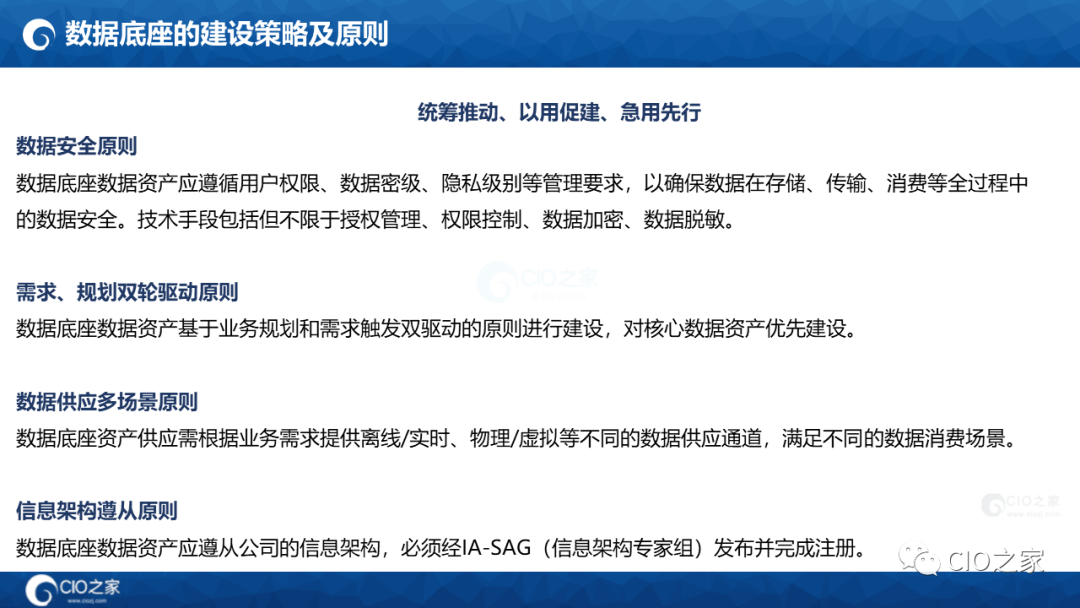 数据底座的建设策略及原则
统筹推动、以用促建、急用先行
数据安全原则
数据底座数据资产应遵循用户权限、数据密级、隐私级别等管理要求，以确保数据在存储、传输、消费等全过程中
的数据安全。技术手段包括但不限于授权管理、权限控制、数据加密、数据脱敏。
CIO之家
需求、规划双轮驱动原则
数据底座数据资产基于业务规划和需求触发双驱动的原则进行建设，对核心数据资产优先建设。
数据供应多场景原则
数据底座资产供应需根据业务需求提供离线/实时、物理/虚拟等不同的数据供应通道，满足不同的数据消费场景。
CIO之家
www.ciozj.com
信息架构遵从原则
数据底座数据资产应遵从公司的信息架构，必须经IA-SAG（信息架构专家组）发布并完成注册。
CIO之家
CIO之家
www.ciozj.com